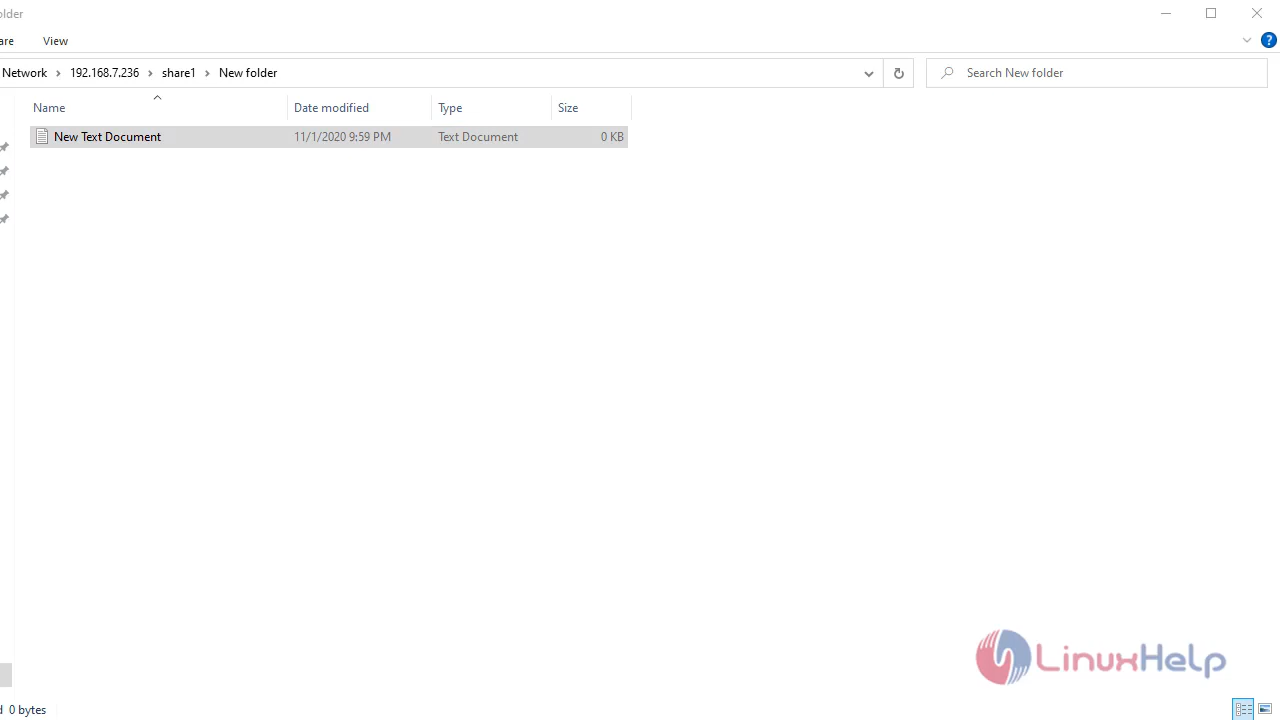 older
are View
?
Network > 192.168.7.236 > share1 > New folder
Search New folder
Name Date modified Type Size
New Text Document 11/1/2020 9:59 PM Text Document 0 KB
LinuxHelp
d 0 bytes